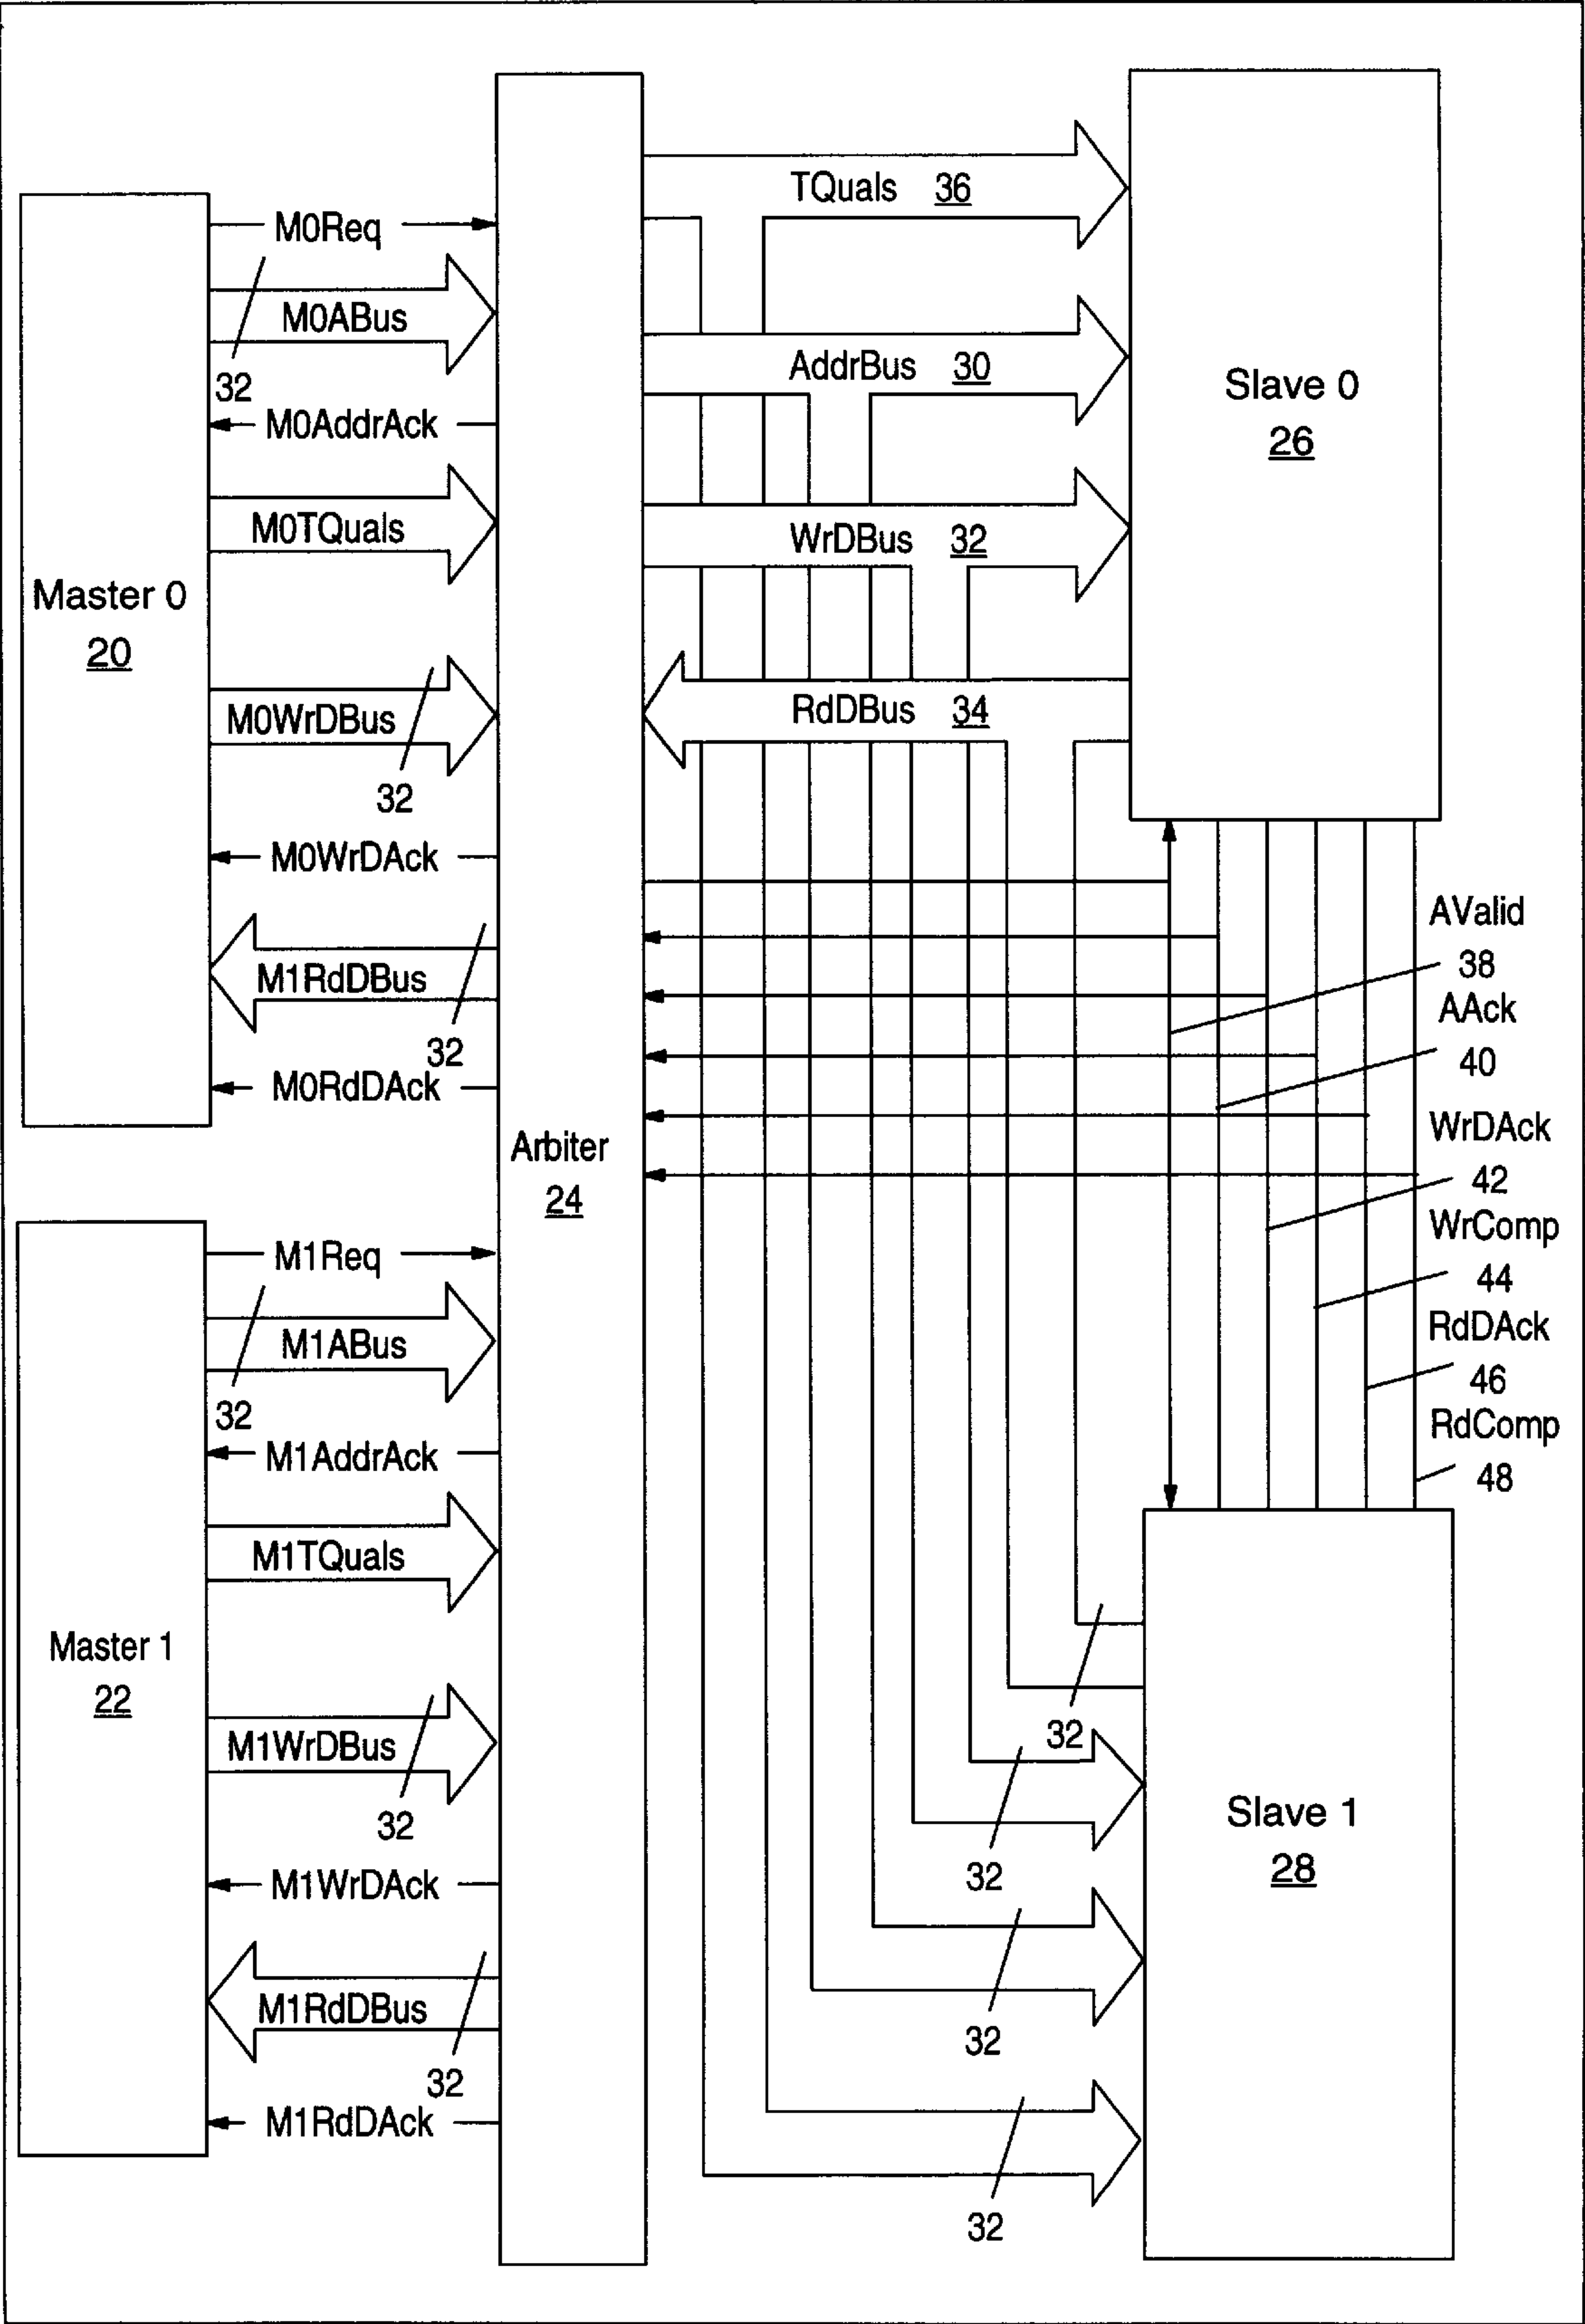 M0Req
32
M0ABus
M0AddrAck
M0TQuals
Master 0
20
M0WrDBus
32
M0WrDAck
M1RdDBus
32
M0RdDAck
M1Req
32
M1ABus
M1AddrAck
M1TQuals
Master 1
22
M1WrDBus
32
M1WrDAck
M1RdDBus
32
M1RdDAck
Arbiter
24
TQuals 36
AddrBus 30
WrDBus 32
RdDBus 34
Slave 0
26
AValid
38
AAck
40
WrDAck
42
WrComp
44
RdDAck
46
RdComp
48
32
32
32
32
Slave 1
28